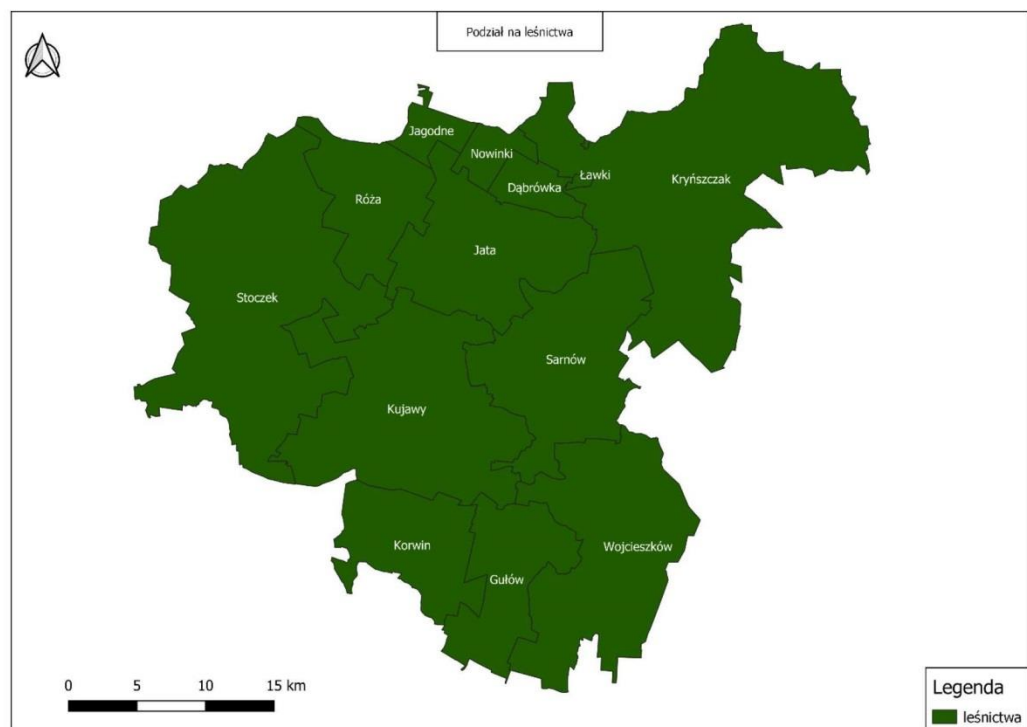 Podział na leśnictwa
Jagodne
Nowinki
Dąbrówka
Ławki
Kryńszczak
Róża
Jata
Stoczek
Sarnów
Kujawy
Korwin
Wojcieszków
Gułów
0 5 10 15 km
Legenda
leśnictwa